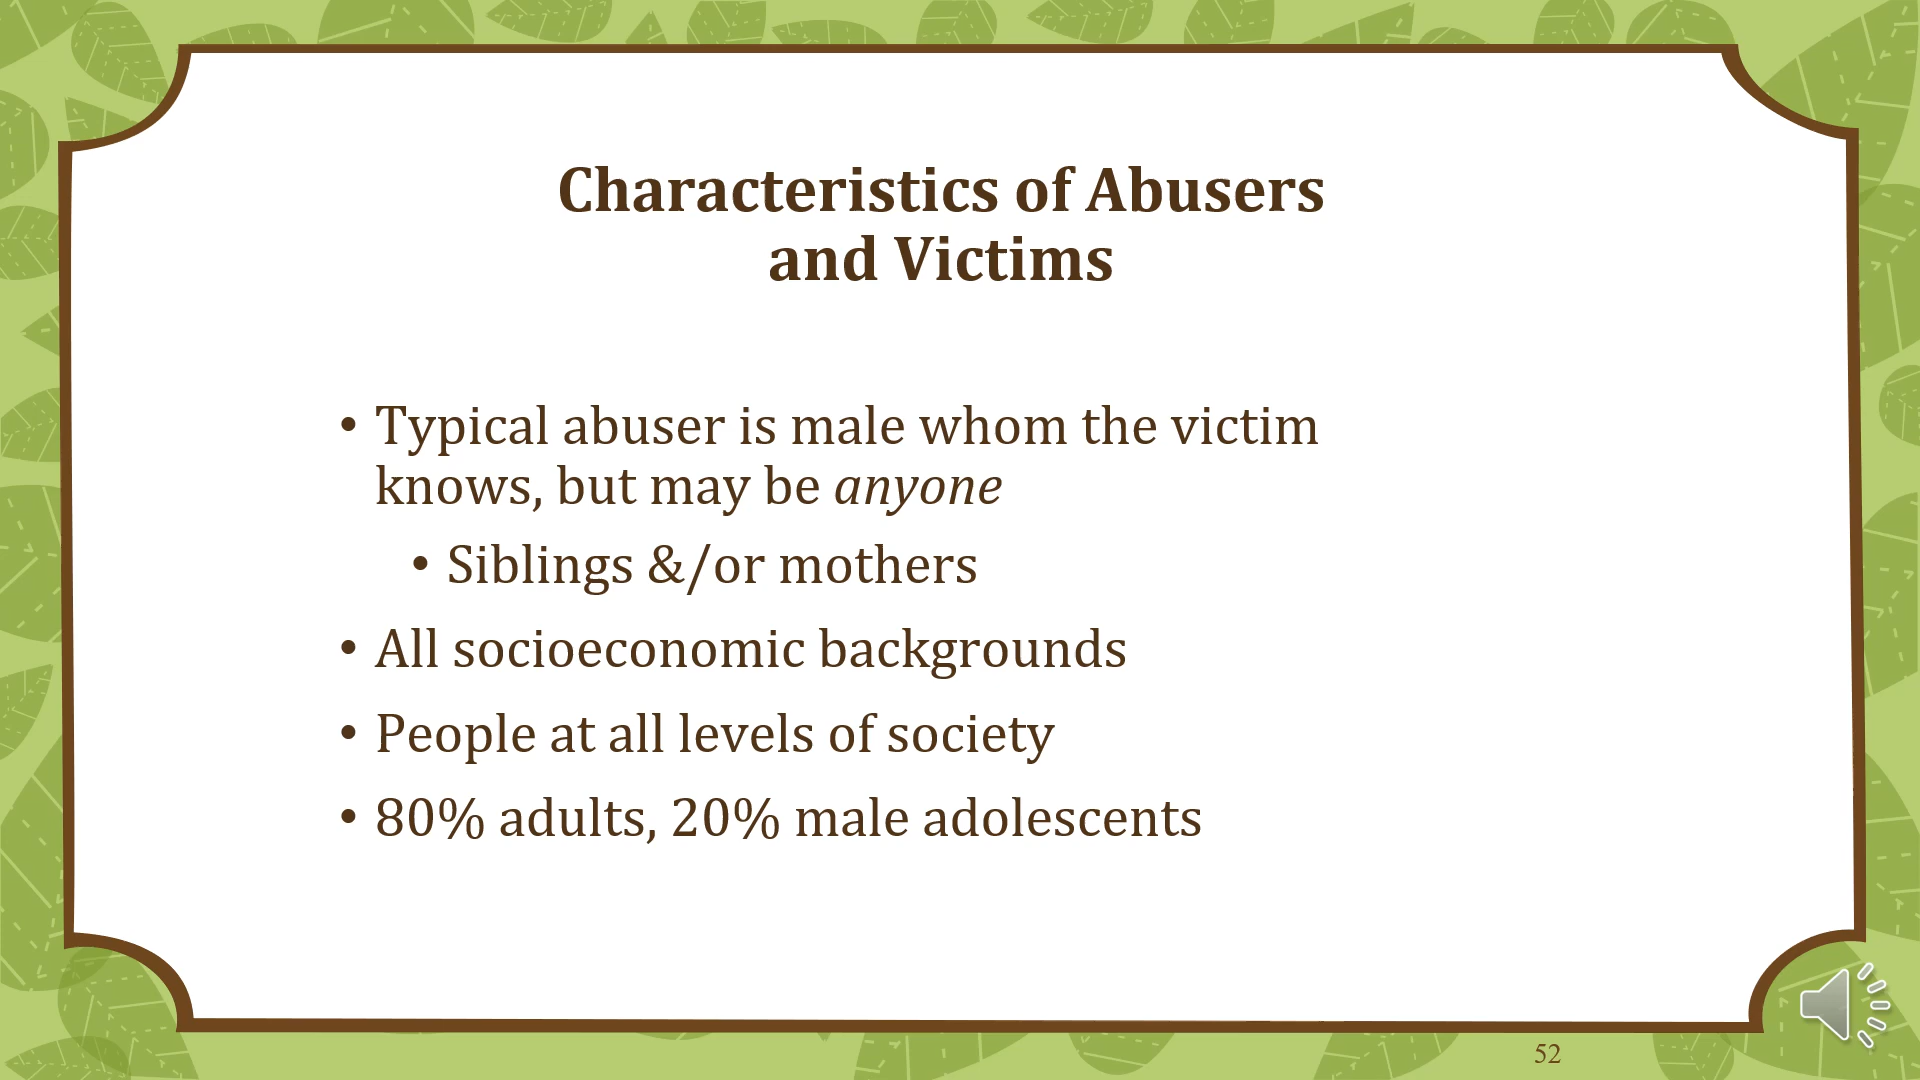 Characteristics of Abusers
and Victims
• Typical abuser is male whom the victim
knows, but may be anyone
• Siblings &/or mothers
• All socioeconomic backgrounds
• People at all levels of society
• 80% adults, 20% male adolescents
52